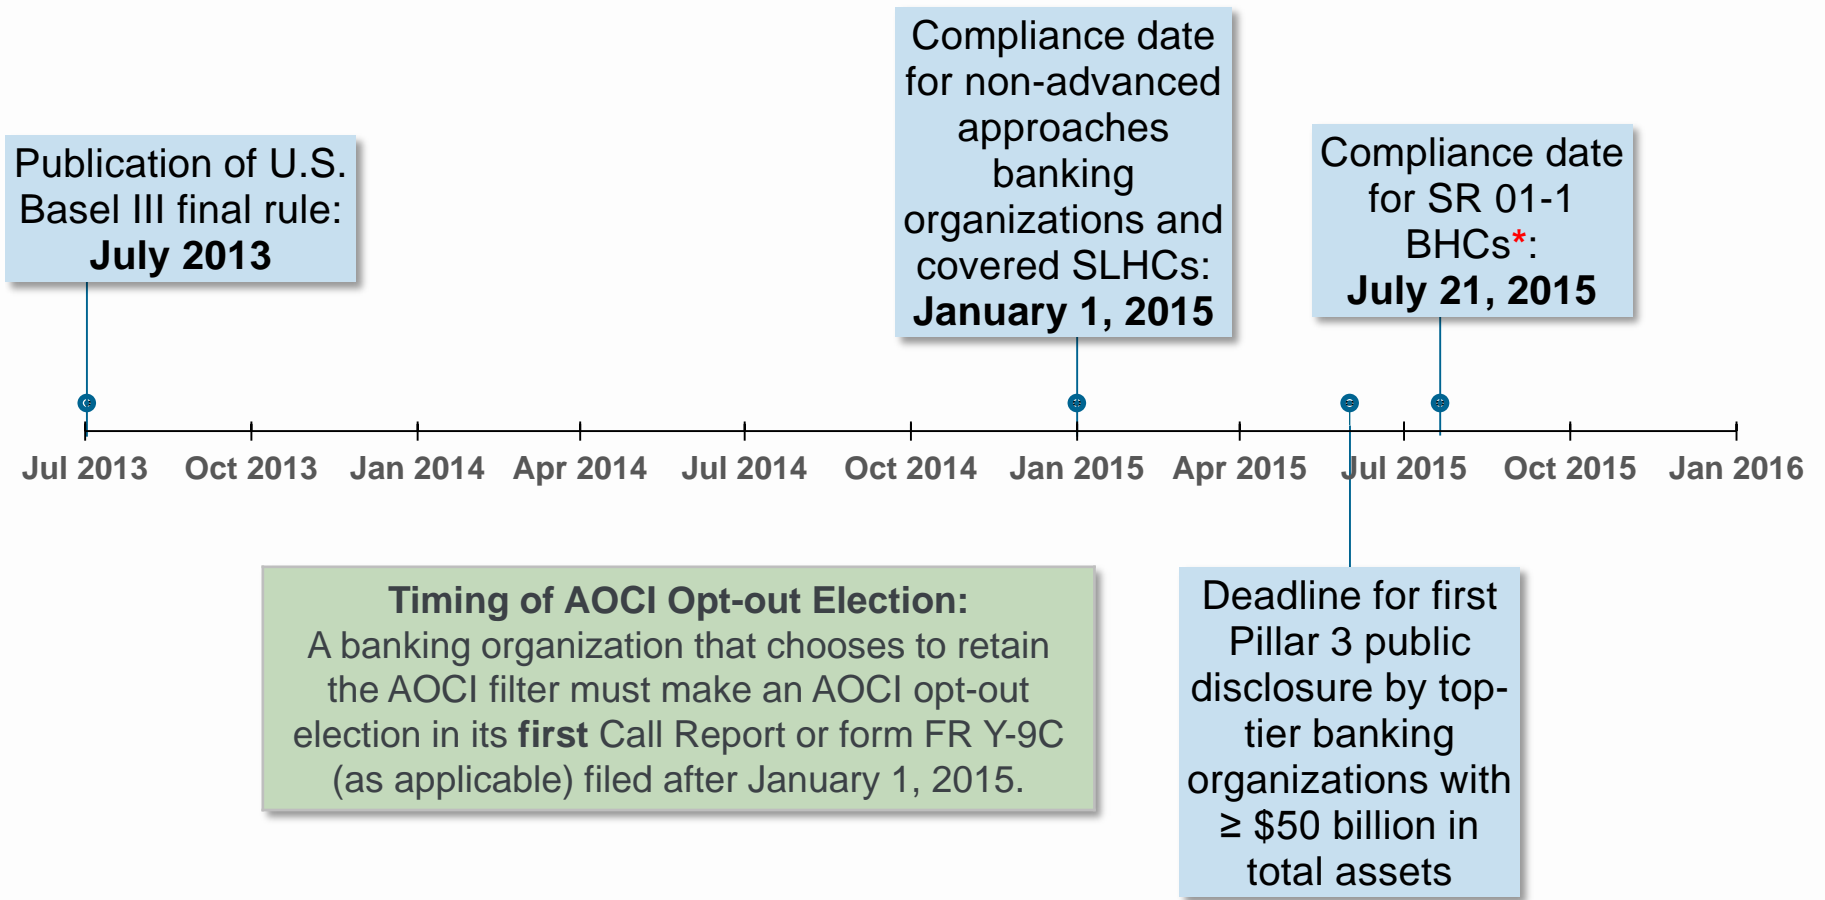 Publication of U.S.
Basel III final rule:
July 2013
Compliance date
for non-advanced
approaches
banking
organizations and
covered SLHCs:
January 1, 2015
Compliance date
for SR 01-1
BHCs*:
July 21, 2015
Jul 2013 Oct 2013 Jan 2014 Apr 2014 Jul 2014 Oct 2014 Jan 2015 Apr 2015 Jul 2015 Oct 2015 Jan 2016
Timing of AOCI Opt-out Election:
A banking organization that chooses to retain
the AOCI filter must make an AOCI opt-out
election in its first Call Report or form FR Y-9C
(as applicable) filed after January 1, 2015.
Deadline for first
Pillar 3 public
disclosure by top-
tier banking
organizations with
≥ $50 billion in
total assets